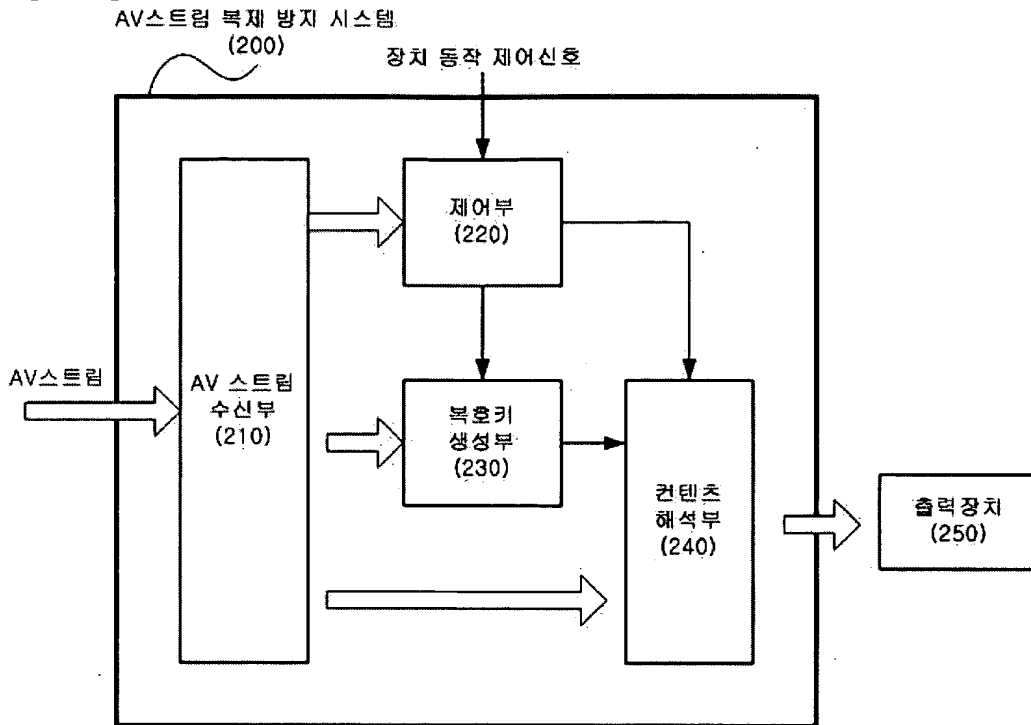 AV스트림 복제 방지 시스템
(200)
장치 동작 제어신호
제어부
(220)
AV스트림
AV 스트림
수신부
(210)
복호키
생성부
(230)
컨텐츠
해석부
(240)
출력장치
(250)